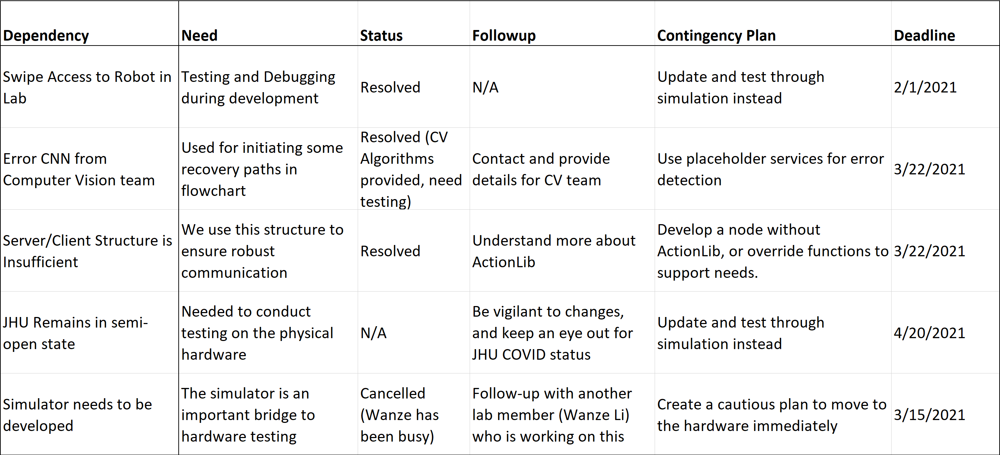 Dependency
Need
Status
Followup
Contingency Plan
Deadline
Swipe Access to Robot in
Lab
Testing and Debugging
during development
Resolved
N/A
Update and test through
simulation instead
2/1/2021
Error CNN from
Computer Vision team
Used for initiating some
recovery paths in
flowchart
Resolved (CV
Algorithms
provided, need
testing)
Contact and provide
details for CV team
Use placeholder services for error
detection
3/22/2021
Server/Client Structure is
Insufficient
We use this structure to
ensure robust
communication
Resolved
Understand more about
ActionLib
Develop a node without
ActionLib, or override functions to
support needs.
3/22/2021
JHU Remains in semi-
open state
Needed to conduct
testing on the physical
hardware
N/A
Be vigilant to changes,
and keep an eye out for
JHU COVID status
Update and test through
simulation instead
4/20/2021
Simulator needs to be
developed
The simulator is an
important bridge to
hardware testing
Cancelled
(Wanze has
been busy)
Follow-up with another
lab member (Wanze Li)
who is working on this
Create a cautious plan to move to
the hardware immediately
3/15/2021